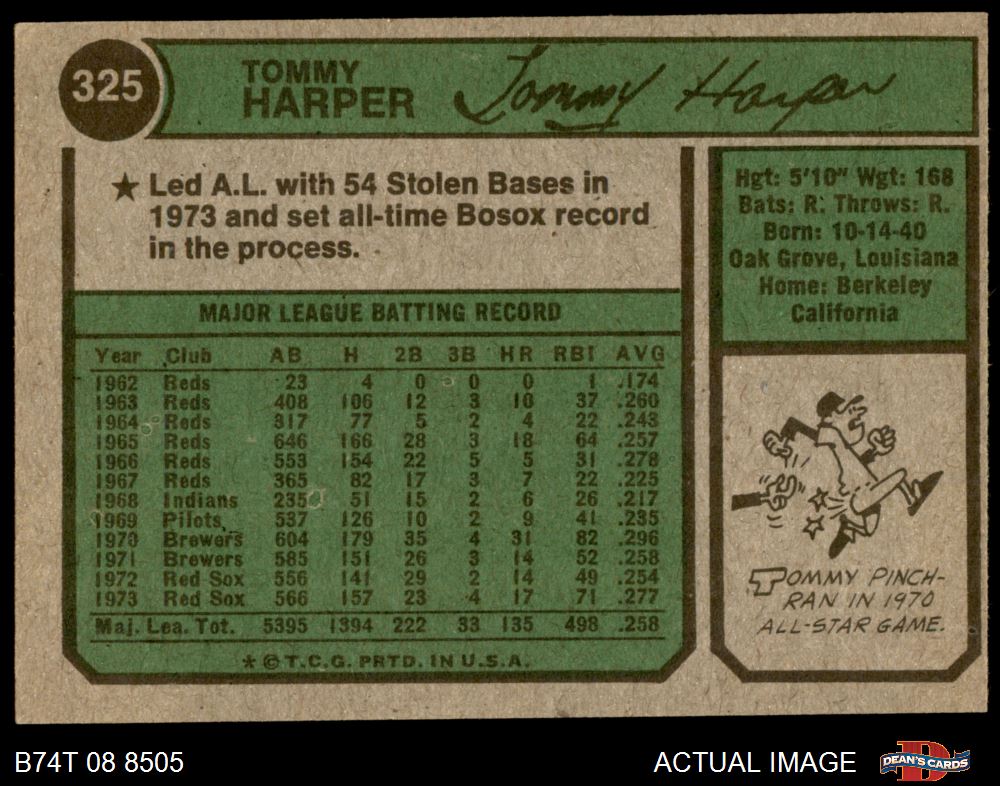 325
TOMMY
HARPER
Tommy Harper
★ Led A.L. with 54 Stolen Bases in
1973 and set all-time Bosox record
in the process.
MAJOR LEAGUE BATTING RECORD
Year Club AB H 2B 3B HR RBI AVG
1962 Reds 23 4 0 0 0 1 .174
1963 Reds 408 106 12 3 10 37 .260
1964 Reds 317 77 5 2 4 22 .243
1965 Reds 646 166 28 3 18 64 .257
1966 Reds 553 154 22 5 5 31 .278
1967 Reds 365 82 17 3 7 22 .225
1968 Indians 235 51 15 2 6 26 .217
1969 Pilots 537 126 10 2 9 41 .235
1970 Brewers 604 179 35 4 31 82 .296
1971 Brewers 585 151 26 3 14 52 .258
1972 Red Sox 556 141 29 2 14 49 .254
1973 Red Sox 566 157 23 4 17 71 .277
Maj. Lea. Tot. 5395 1394 222 33 135 498 .258
* © T.C.G. PRTD. IN U.S.A.
Hgt: 5'10" Wgt: 168
Bats: R. Throws: R.
Born: 10-14-40
Oak Grove, Louisiana
Home: Berkeley
California
TOMMY PINCH-
RAN IN 1970
ALL-STAR GAME.
B74T 08 8505
ACTUAL IMAGE
DEAN'S CARDS